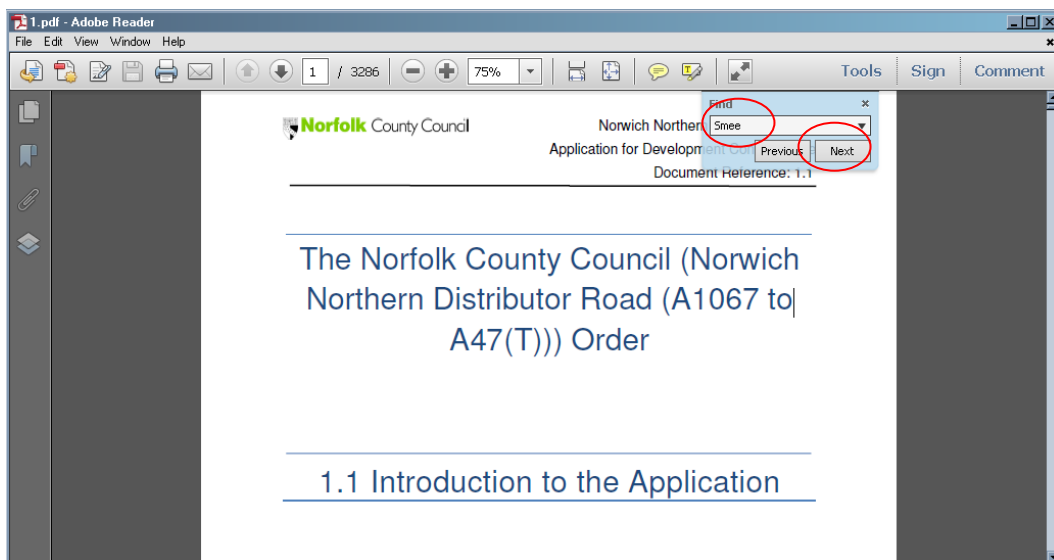 1.pdf - Adobe Reader
File Edit View Window Help
1 / 3286 75% Tools Sign Comment
Find
Smee
Previous Next
Norfolk County Council
Norwich Northern
Application for Developm
Document Reference: 1.1
The Norfolk County Council (Norwich
Northern Distributor Road (A1067 to
A47(T))) Order
1.1 Introduction to the Application